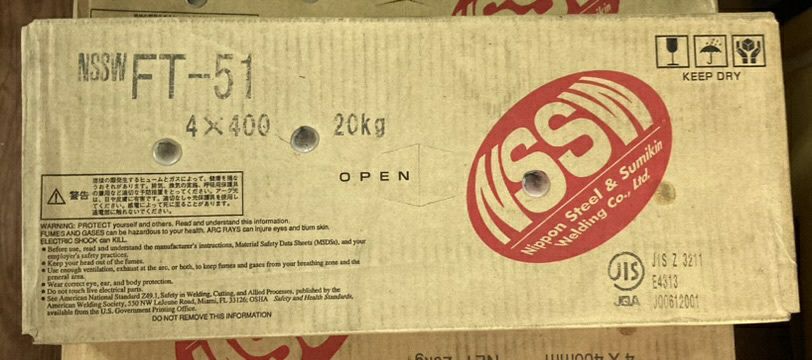 NSSW FT-51
4×400 20kg
KEEP DRY
NSSW
Nippon Steel & Sumikin
Welding Co., Ltd.
OPEN
警告
WARNING: PROTECT yourself and others. Read and understand this information.
FUMES AND GASES can be hazardous to your health. ARC RAYS can injure eyes and burn skin.
ELECTRIC SHOCK can KILL.
● Before use, read and understand the manufacturer's instructions, Material Safety Data Sheets (MSDSs), and your
employer's safety practices.
● Keep your head out of the fumes.
● Use enough ventilation, exhaust at the arc, or both, to keep fumes and gases from your breathing zone and the
general area.
● Wear correct eye, ear, and body protection.
● Do not touch live electrical parts.
● See American National Standard Z49.1, Safety in Welding, Cutting, and Allied Processes, published by the
American Welding Society, 550 NW LeJeune Road, Miami, FL 33126; OSHA Safety and Health Standards,
available from the U.S. Government Printing Office.
DO NOT REMOVE THIS INFORMATION
JIS
JQA
JIS Z 3211
E4313
JQ0612001